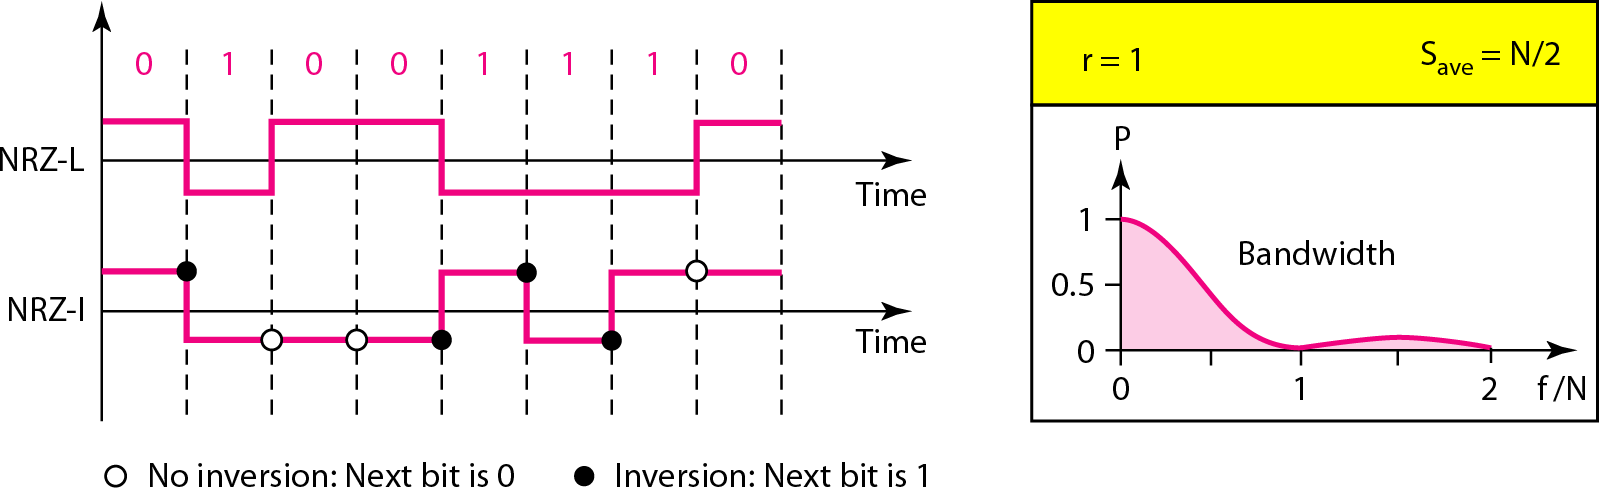 0 1 0 0 1 1 1 0
NRZ-L
Time
NRZ-I
Time
No inversion: Next bit is 0
Inversion: Next bit is 1
r = 1
Save = N/2
P
1
Bandwidth
0.5
0
0 1 2 f/N